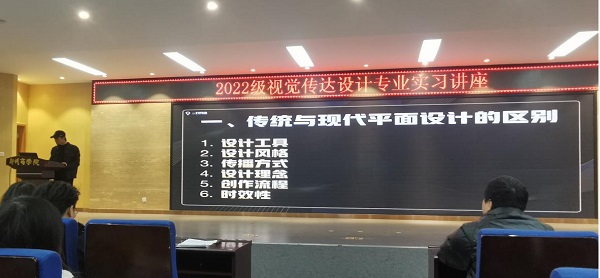 2022级视觉传达设计专业实习讲座
一、传统与现代平面设计的区别
1. 设计工具
2. 设计风格
3. 传播方式
4. 设计理念
5. 创作流程
6. 时效性